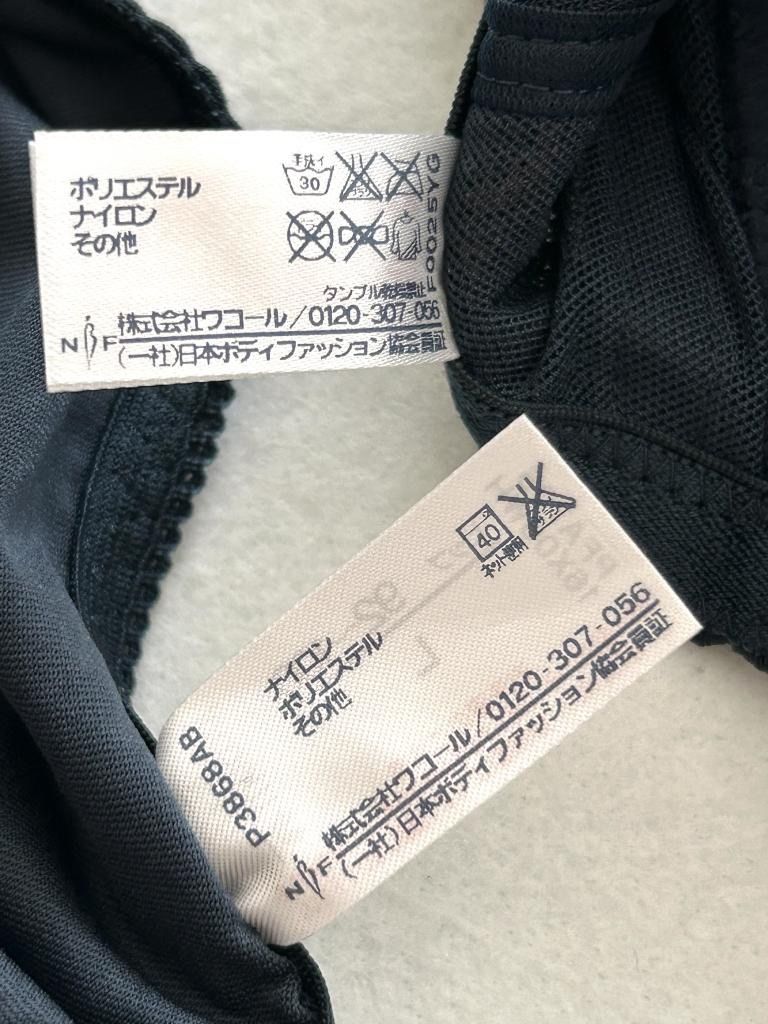 ポリエステル
ナイロン
その他
手洗イ
30
F0025YG
タンブル乾燥禁止
株式会社ワコール/0120-307-056
NBF
(一社)日本ボディファッション協会員証
40
ネット使用
ナイロン
ポリエステル
その他
P3868AB
株式会社ワコール/0120-307-056
NBF
(一社)日本ボディファッション協会員証